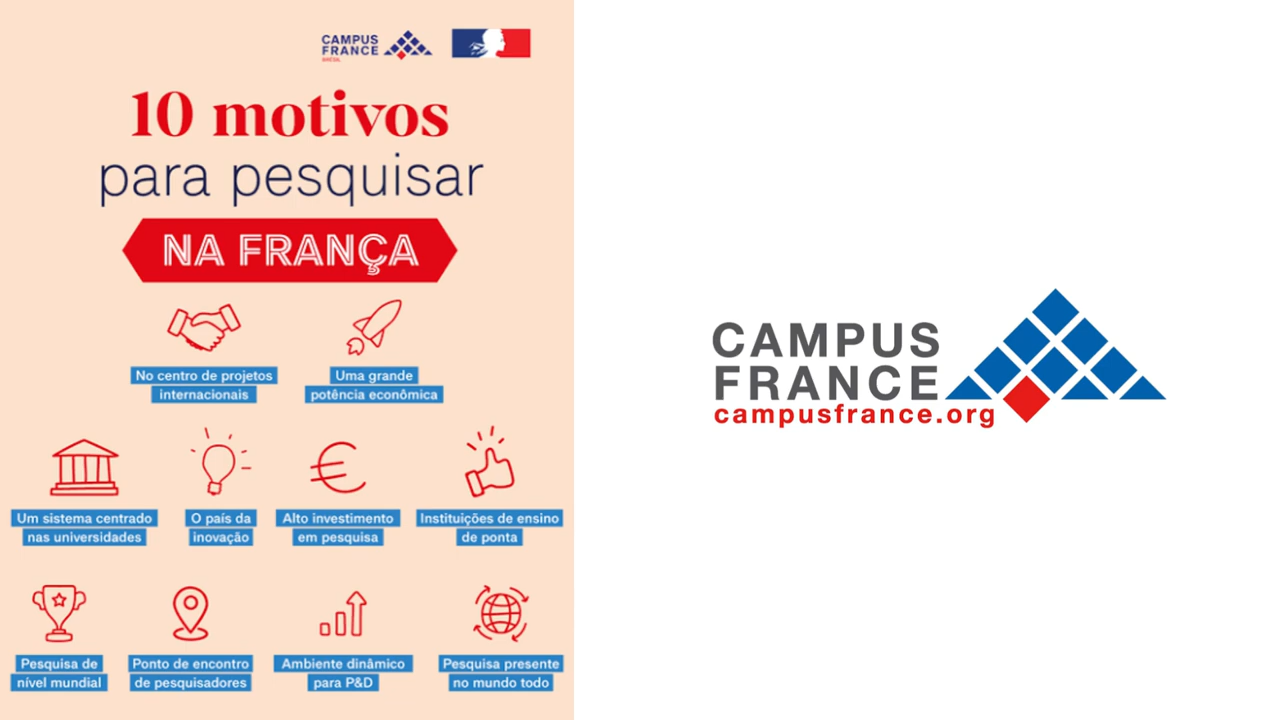 CAMPUS
FRANCE
BRÉSIL
10 motivos
para pesquisar
NA FRANÇA
No centro de projetos
internacionais
Uma grande
potência econômica
Um sistema centrado
nas universidades
O país da
inovação
Alto investimento
em pesquisa
Instituições de ensino
de ponta
Pesquisa de
nível mundial
Ponto de encontro
de pesquisadores
Ambiente dinâmico
para P&D
Pesquisa presente
no mundo todo
CAMPUS
FRANCE
campusfrance.org